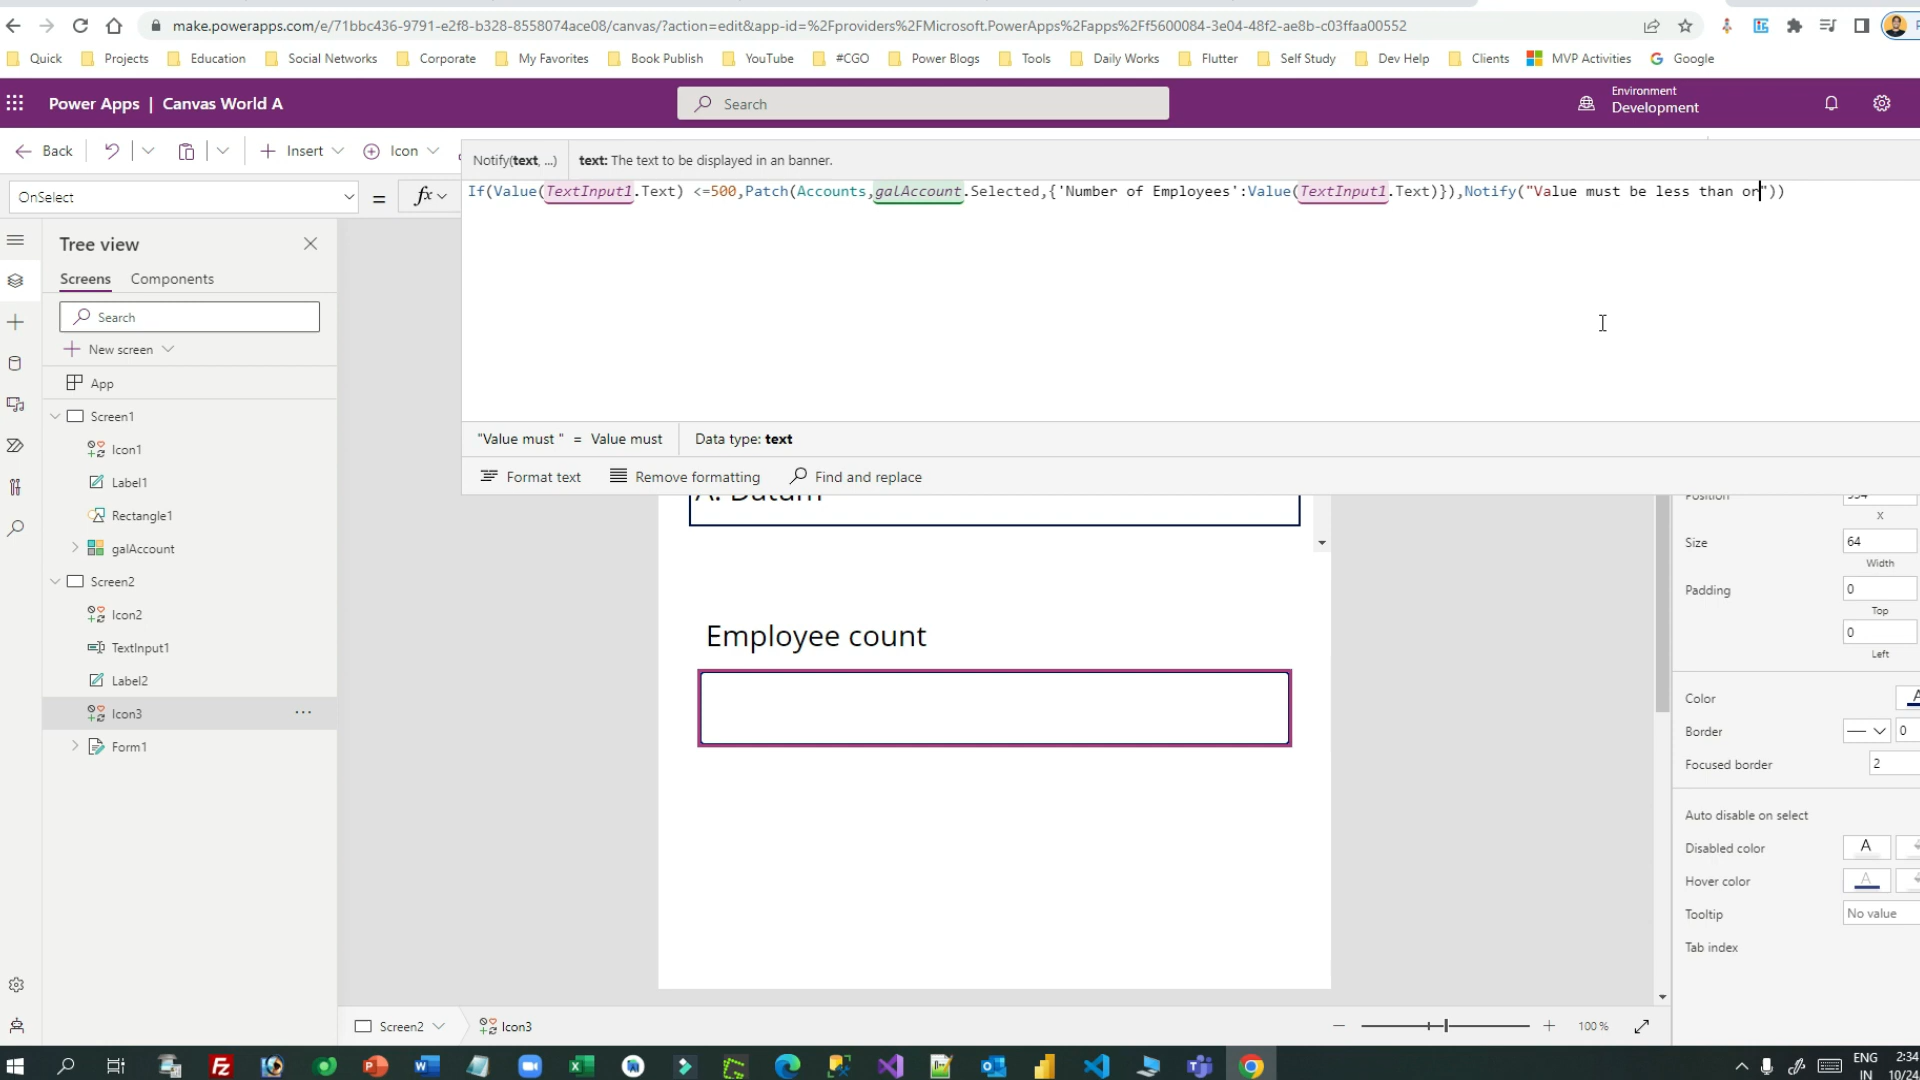 make.powerapps.com/e/71bbc436-9791-e2f8-b328-8558074ace08/canvas/?action=edit&app-id=%2Fproviders%2FMicrosoft.PowerApps%2Fapps%2Ff5600084-3e04-48f2-ae8b-c03ffaa00552
Quick Projects Education Social Networks Corporate My Favorites Book Publish YouTube #CGO Power Blogs Tools Daily Works Flutter Self Study Dev Help Clients MVP Activities Google
Power Apps | Canvas World A
Search
Environment
Development
Back
Insert
Icon
Notify(text, ...)
text: The text to be displayed in an banner.
OnSelect
=
fx
If(Value(TextInput1.Text) <=500,Patch(Accounts,galAccount.Selected,{'Number of Employees':Value(TextInput1.Text)}),Notify("Value must be less than or"))
Tree view
Screens Components
Search
New screen
App
Screen1
Icon1
Label1
Rectangle1
galAccount
Screen2
Icon2
TextInput1
Label2
Icon3
Form1
"Value must " = Value must
Data type: text
Format text
Remove formatting
Find and replace
A. Datum
Employee count
Position
X
Size
64
Width
Padding
0
Top
0
Left
Color
A
Border
0
Focused border
2
Auto disable on select
Disabled color
A
Hover color
A
Tooltip
No value
Tab index
Screen2
Icon3
100 %
ENG
IN
2:34
10/24